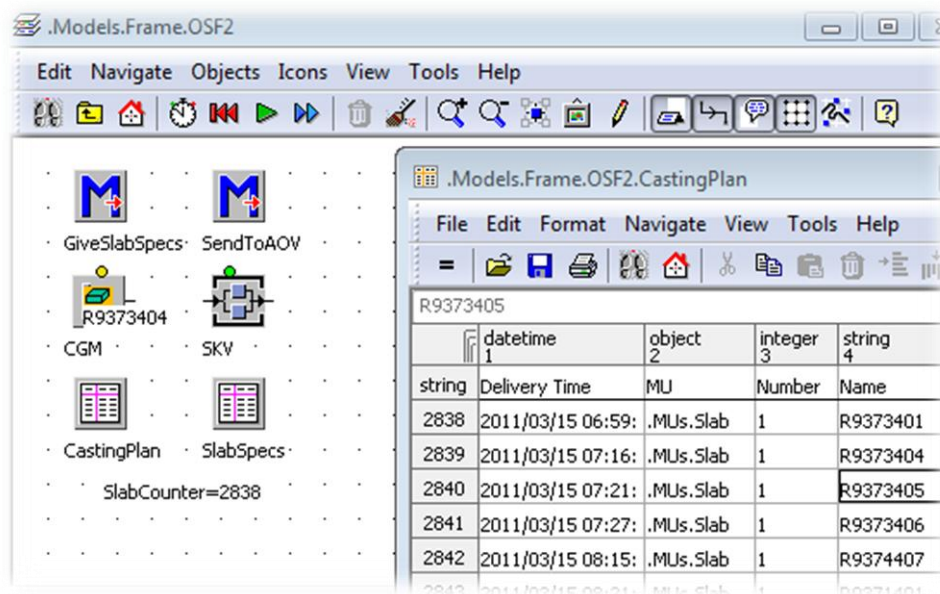 .Models.Frame.OSF2
Edit Navigate Objects Icons View Tools Help
GiveSlabSpecs SendToAOV
R9373404
CGM SKV
CastingPlan SlabSpecs
SlabCounter=2838
.Models.Frame.OSF2.CastingPlan
File Edit Format Navigate View Tools Help
R9373405
datetime object integer string
1 2 3 4
string Delivery Time MU Number Name
2838 2011/03/15 06:59: .MUs.Slab 1 R9373401
2839 2011/03/15 07:16: .MUs.Slab 1 R9373404
2840 2011/03/15 07:21: .MUs.Slab 1 R9373405
2841 2011/03/15 07:27: .MUs.Slab 1 R9373406
2842 2011/03/15 08:15: .MUs.Slab 1 R9374407